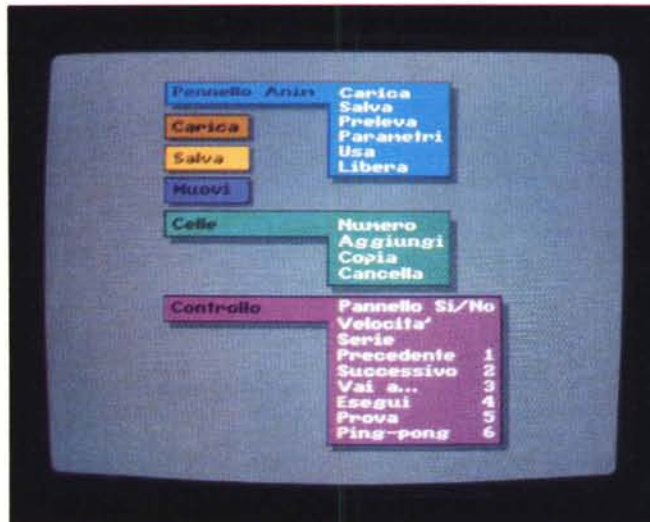 Pennello Anim
Carica
Salva
Preleva
Parametri
Usa
Libera
Carica
Salva
Muovi
Celle
Numero
Aggiungi
Copia
Cancella
Controllo
Pannello Si/No
Velocita'
Serie
Precedente 1
Successivo 2
Vai a... 3
Esegui 4
Prova 5
Ping-pong 6